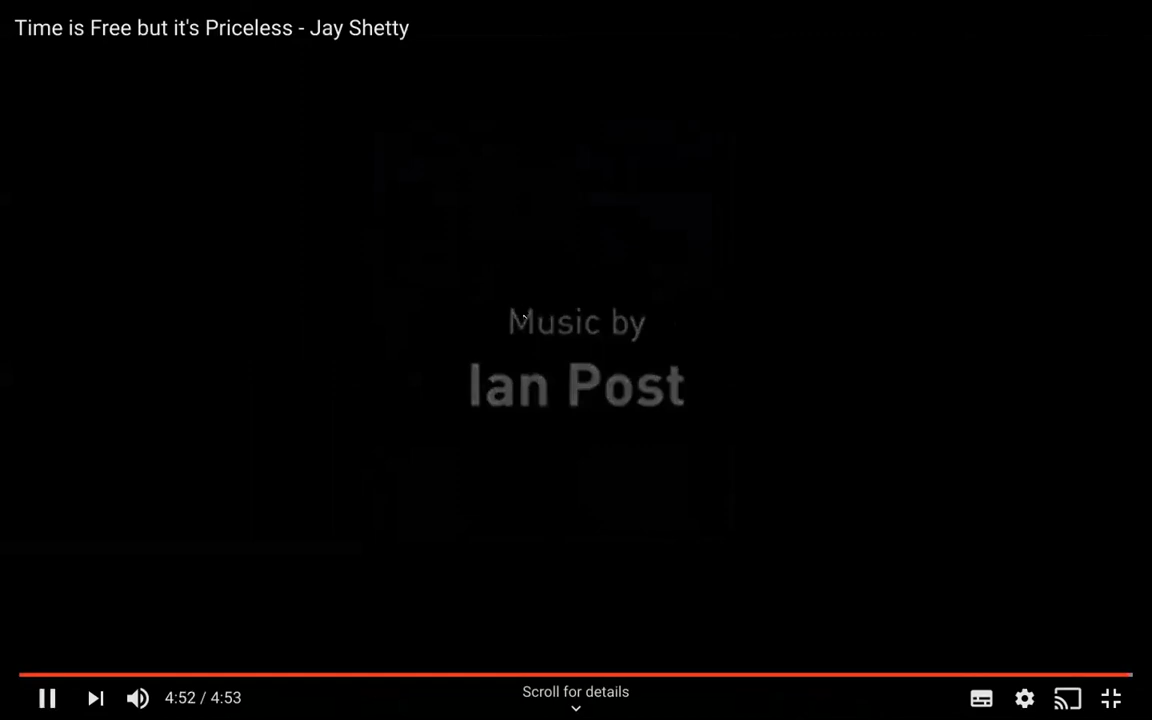 Time is Free but it's Priceless - Jay Shetty
Music by
Ian Post
4:52 / 4:53
Scroll for details